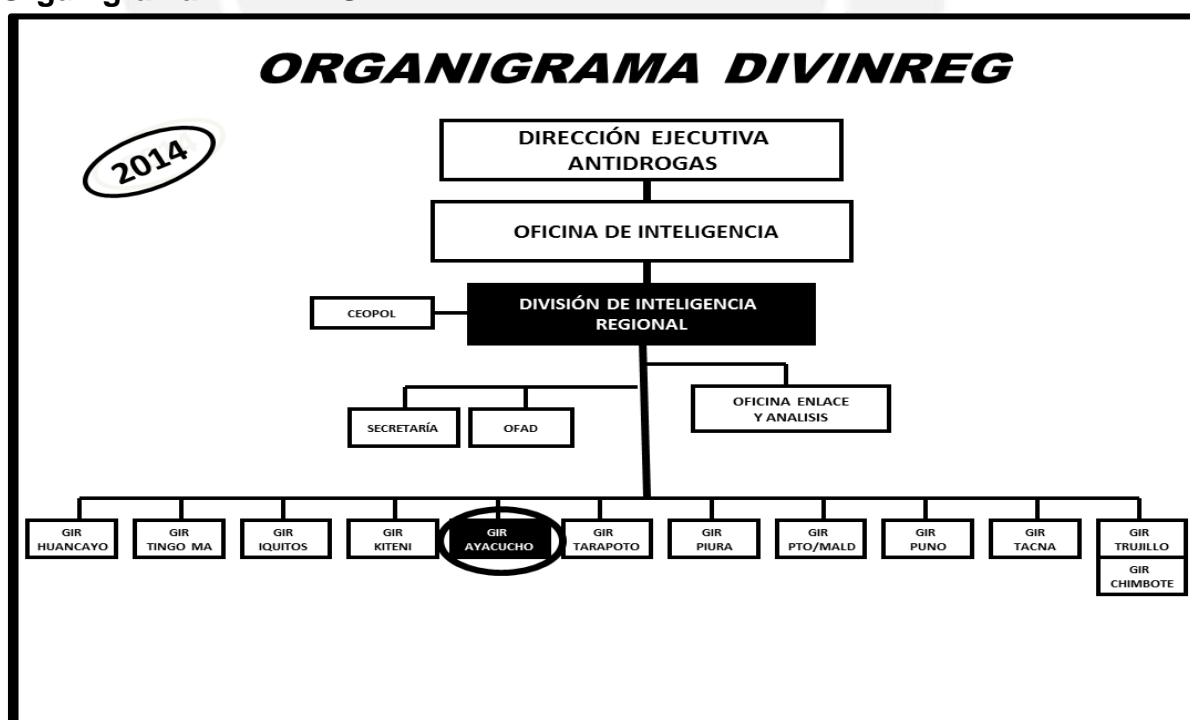 ORGANIGRAMA DIVINREG
2014
DIRECCIÓN EJECUTIVA
ANTIDROGAS
OFICINA DE INTELIGENCIA
CEOPOL
DIVISIÓN DE INTELIGENCIA
REGIONAL
SECRETARÍA
OFAD
OFICINA ENLACE
Y ANALISIS
GIR
HUANCAYO
GIR
TINGO MA
GIR
IQUITOS
GIR
KITENI
GIR
AYACUCHO
GIR
TARAPOTO
GIR
PIURA
GIR
PTO/MALD
GIR
PUNO
GIR
TACNA
GIR
TRUJILLO
GIR
CHIMBOTE